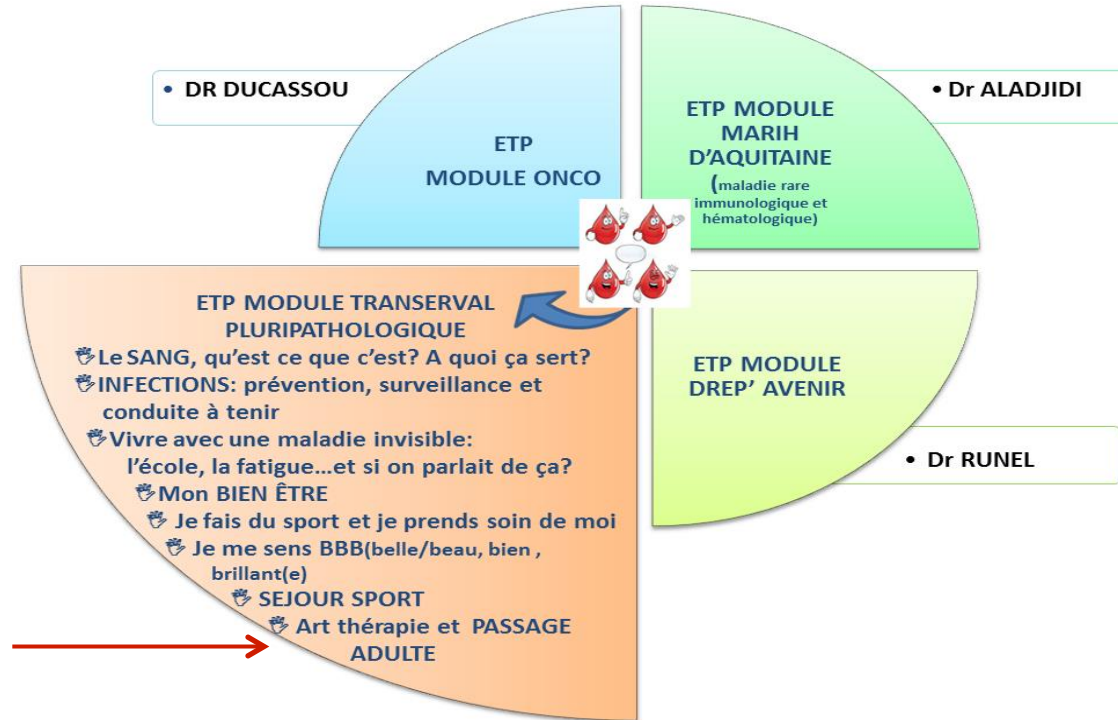 • DR DUCASSOU
ETP
MODULE ONCO
ETP MODULE
MARIH
D’AQUITAINE
(maladie rare
immunologique et
hématologique)
• Dr ALADJIDI
ETP MODULE TRANSERVAL
PLURIPATHOLOGIQUE
Le SANG, qu’est ce que c’est? A quoi ça sert?
INFECTIONS: prévention, surveillance et
conduite à tenir
Vivre avec une maladie invisible:
l’école, la fatigue…et si on parlait de ça?
Mon BIEN ÊTRE
Je fais du sport et je prends soin de moi
Je me sens BBB(belle/beau, bien ,
brillant(e)
SEJOUR SPORT
Art thérapie et PASSAGE
ADULTE
ETP MODULE
DREP’ AVENIR
• Dr RUNEL